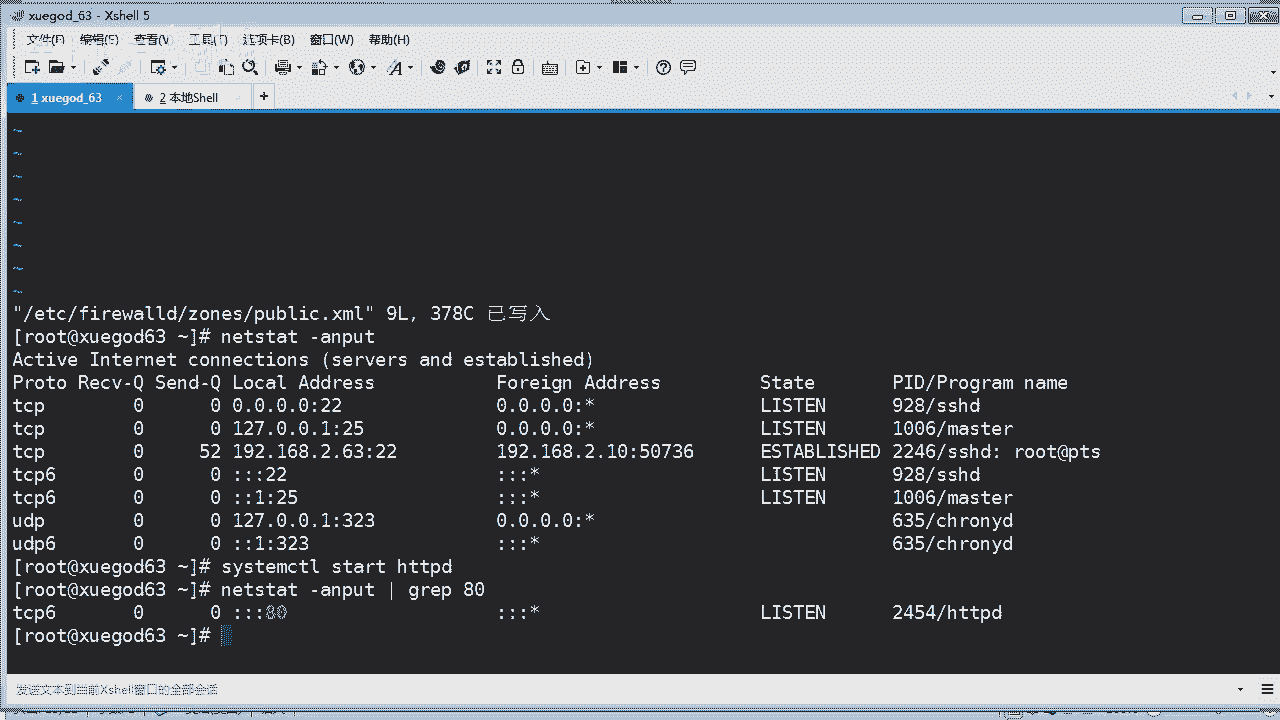 xuegod_63 - Xshell 5
文件(F) 编辑(E) 查看(V) 工具(T) 选项卡(B) 窗口(W) 帮助(H)
1 xuegod_63 × 2 本地Shell +
~
~
~
~
~
~
~
~
"/etc/firewalld/zones/public.xml" 9L, 378C 已写入
[root@xuegod63 ~]# netstat -anput
Active Internet connections (servers and established)
Proto Recv-Q Send-Q Local Address Foreign Address State PID/Program name
tcp 0 0 0.0.0.0:22 0.0.0.0:* LISTEN 928/sshd
tcp 0 0 127.0.0.1:25 0.0.0.0:* LISTEN 1006/master
tcp 0 52 192.168.2.63:22 192.168.2.10:50736 ESTABLISHED 2246/sshd: root@pts
tcp6 0 0 :::22 :::* LISTEN 928/sshd
tcp6 0 0 ::1:25 :::* LISTEN 1006/master
udp 0 0 127.0.0.1:323 0.0.0.0:* 635/chronyd
udp6 0 0 ::1:323 :::* 635/chronyd
[root@xuegod63 ~]# systemctl start httpd
[root@xuegod63 ~]# netstat -anput | grep 80
tcp6 0 0 :::80 :::* LISTEN 2454/httpd
[root@xuegod63 ~]#
发送文本到当前Xshell窗口的全部会话